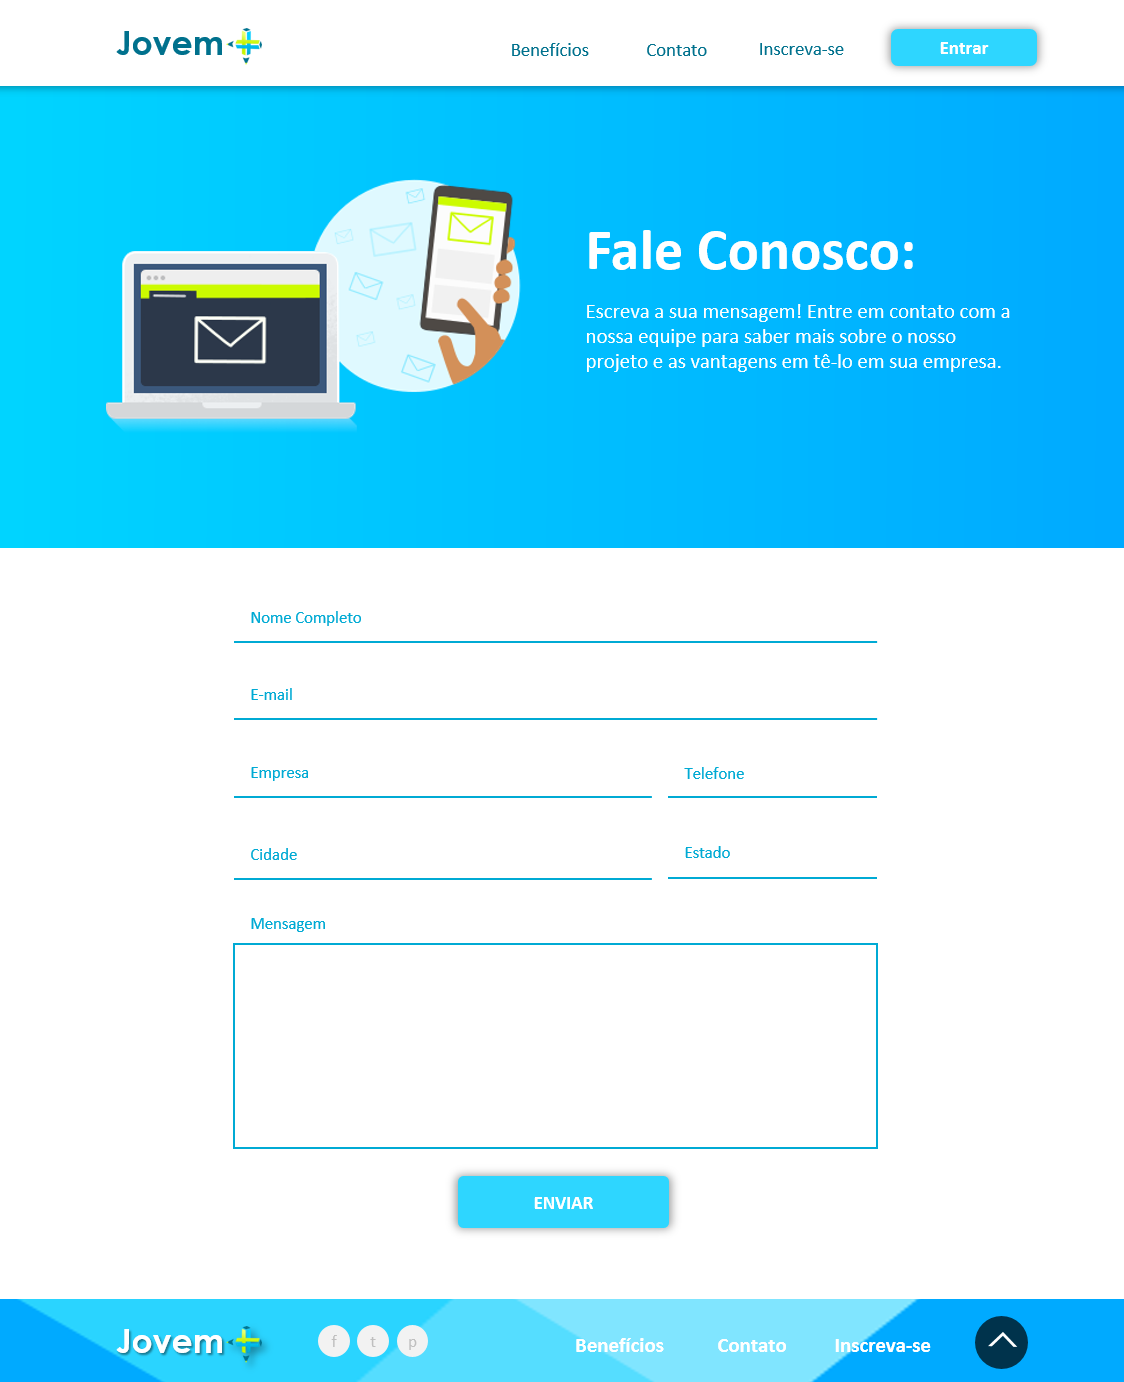 Jovem
Benefícios
Contato
Inscreva-se
Entrar
Fale Conosco:
Escreva a sua mensagem! Entre em contato com a
nossa equipe para saber mais sobre o nosso
projeto e as vantagens em tê-lo em sua empresa.
Nome Completo
E-mail
Empresa
Telefone
Cidade
Estado
Mensagem
ENVIAR
Jovem
f
t
p
Benefícios
Contato
Inscreva-se